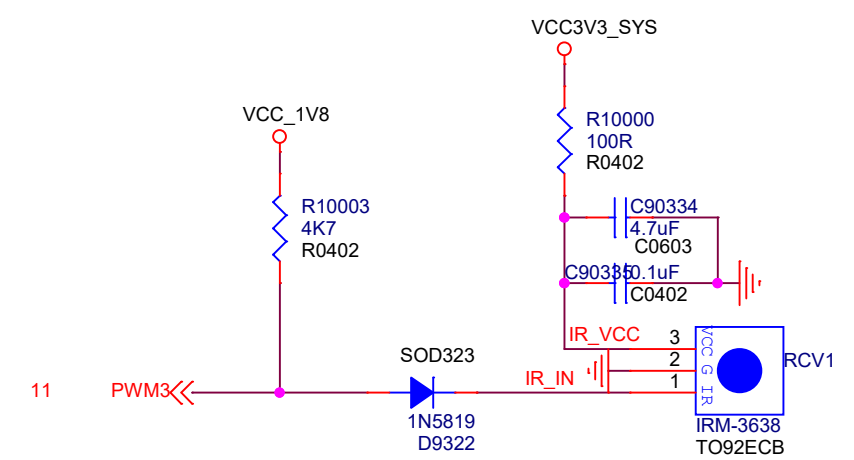 VCC3V3_SYS
VCC_1V8
R10000
100R
R0402
R10003
4K7
R0402
C90334
4.7uF
C0603
C90335
0.1uF
C0402
IR_VCC
3
2
1
VCC
G
IR
RCV1
SOD323
11
PWM3
IR_IN
1N5819
D9322
IRM-3638
TO92ECB